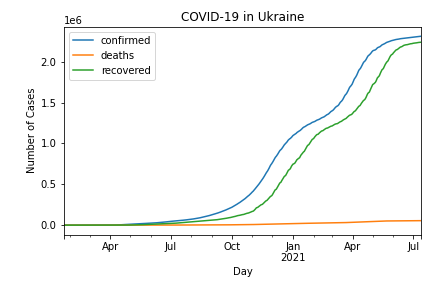 COVID-19 in Ukraine
1e6
confirmed
deaths
recovered
2.0
1.5
1.0
0.5
0.0
Number of Cases
Apr Jul Oct Jan Apr Jul
2021
Day